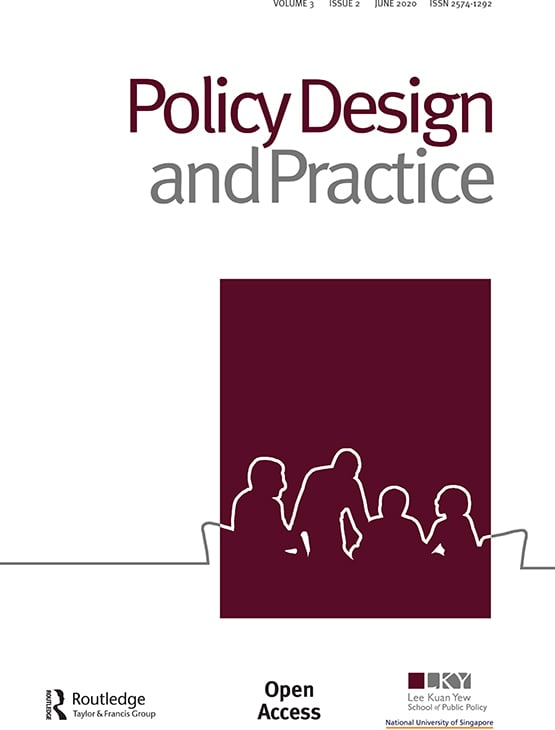 VOLUME 3 ISSUE 2 JUNE 2020 ISSN 2574-1292
Policy Design
and Practice
ROUTLEDGE
Routledge
Taylor & Francis Group
Open
Access
LKY
Lee Kuan Yew
School of Public Policy
National University of Singapore